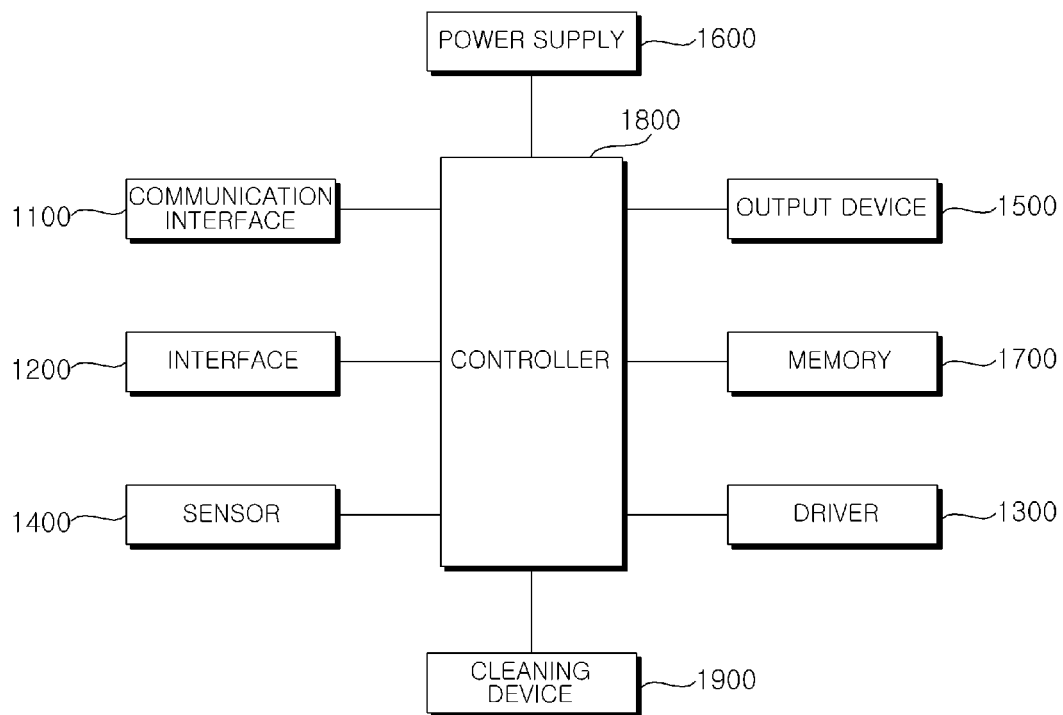 POWER SUPPLY
1600
1800
COMMUNICATION
INTERFACE
1100
OUTPUT DEVICE
1500
INTERFACE
1200
CONTROLLER
MEMORY
1700
SENSOR
1400
DRIVER
1300
CLEANING
DEVICE
1900